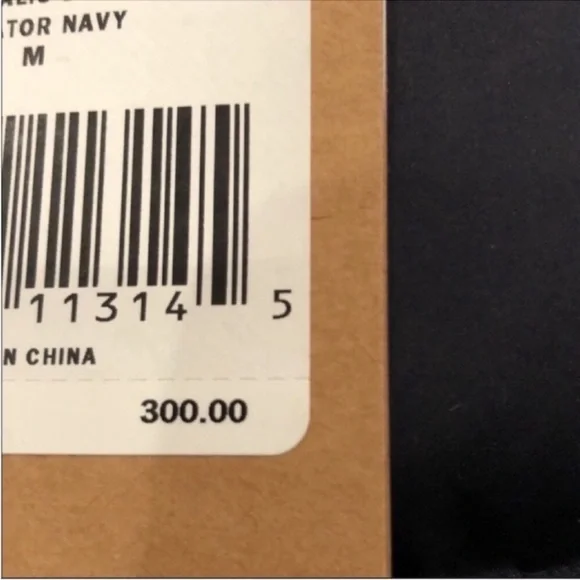 TOR NAVY
M
11314 5
N CHINA
300.00